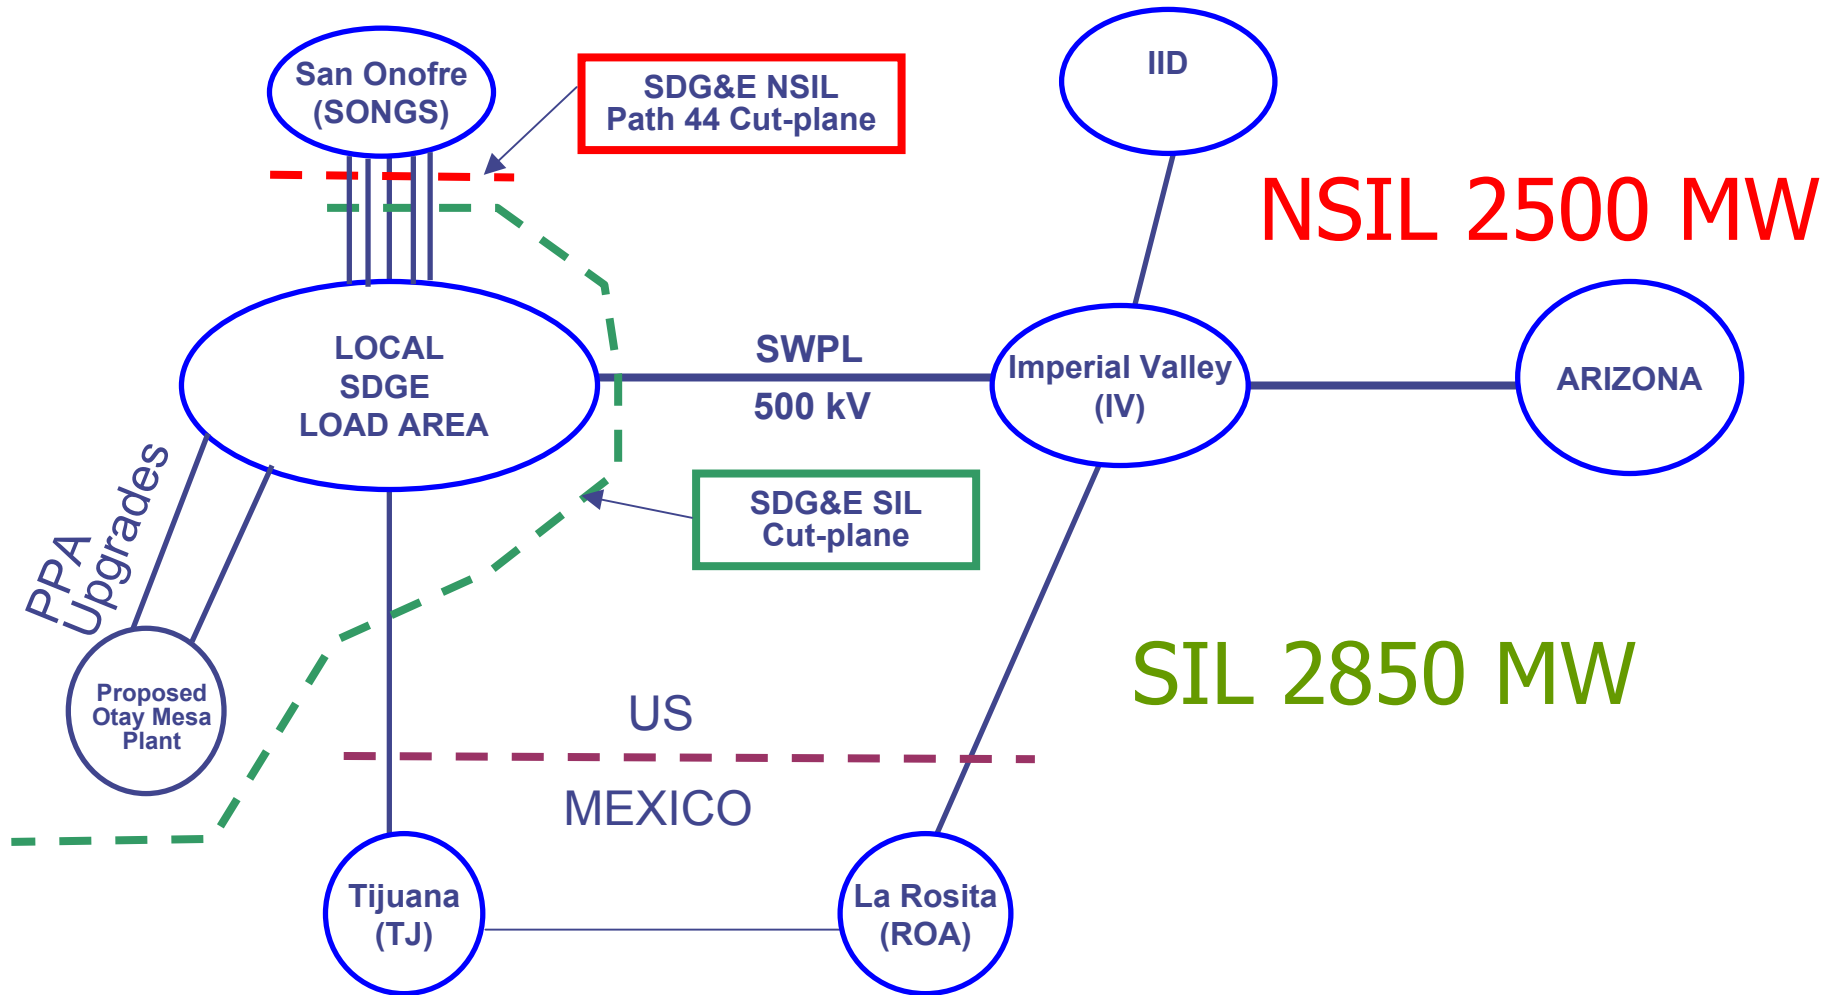 San Onofre
(SONGS)
SDG&E NSIL
Path 44 Cut-plane
IID
NSIL 2500 MW
LOCAL
SDGE
LOAD AREA
SWPL
500 kV
Imperial Valley
(IV)
ARIZONA
PPA
Upgrades
SDG&E SIL
Cut-plane
Proposed
Otay Mesa
Plant
US
MEXICO
SIL 2850 MW
Tijuana
(TJ)
La Rosita
(ROA)